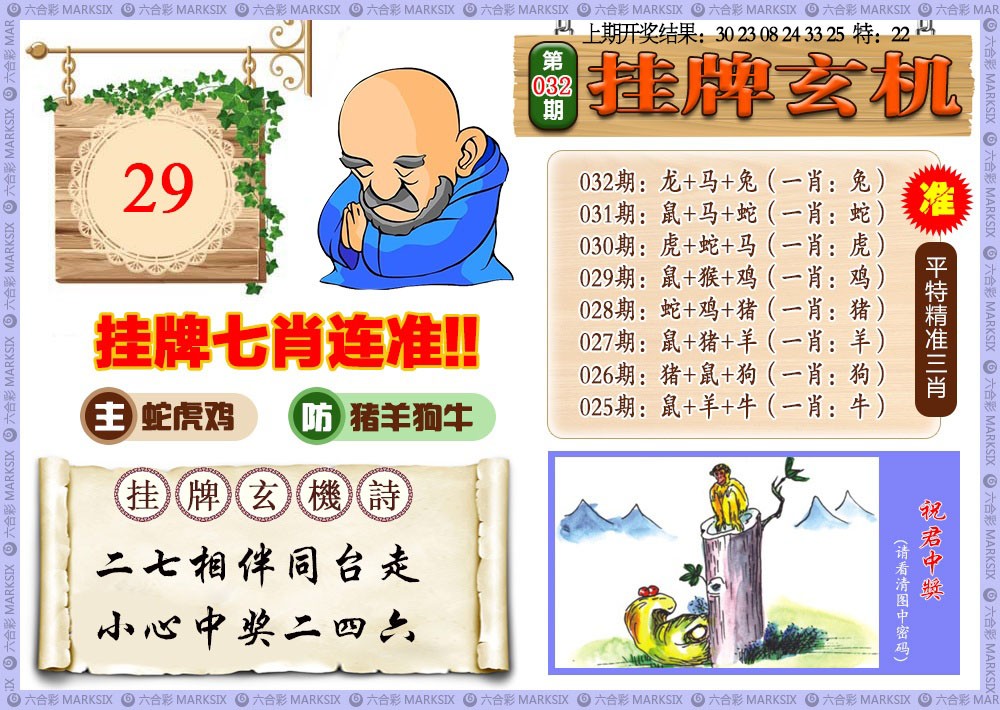 六合彩 MARKSIX
上期开奖结果：30 23 08 24 33 25 特：22
第
032
期
挂牌玄机
29
032期：龙+马+兔（一肖：兔）
031期：鼠+马+蛇（一肖：蛇）
030期：虎+蛇+马（一肖：虎）
029期：鼠+猴+鸡（一肖：鸡）
028期：蛇+鸡+猪（一肖：猪）
027期：鼠+猪+羊（一肖：羊）
026期：猪+鼠+狗（一肖：狗）
025期：鼠+羊+牛（一肖：牛）
准
平特精准三肖
挂牌七肖连准!!
主 蛇虎鸡
防 猪羊狗牛
挂牌玄機詩
二七相伴同台走
小心中奖二四六
祝君中獎
（请看清图中密码）